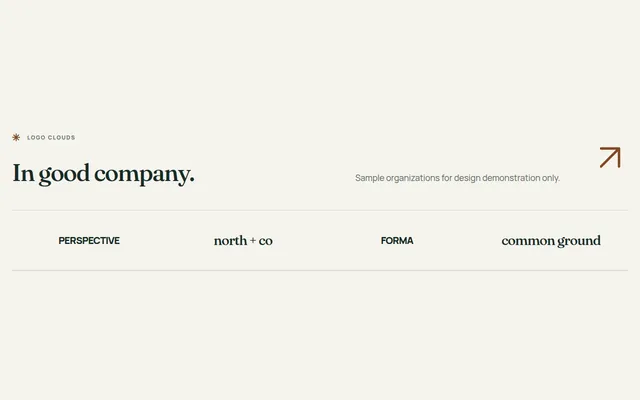 LOGO CLOUDS
In good company.
Sample organizations for design demonstration only.
PERSPECTIVE north + co FORMA common ground